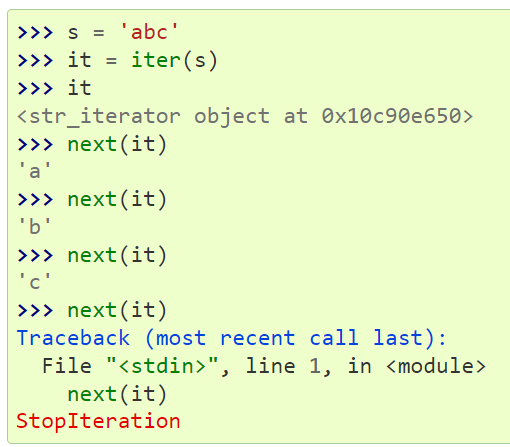 >>> s = 'abc'
>>> it = iter(s)
>>> it
<str_iterator object at 0x10c90e650>
>>> next(it)
'a'
>>> next(it)
'b'
>>> next(it)
'c'
>>> next(it)
Traceback (most recent call last):
  File "<stdin>", line 1, in <module>
    next(it)
StopIteration